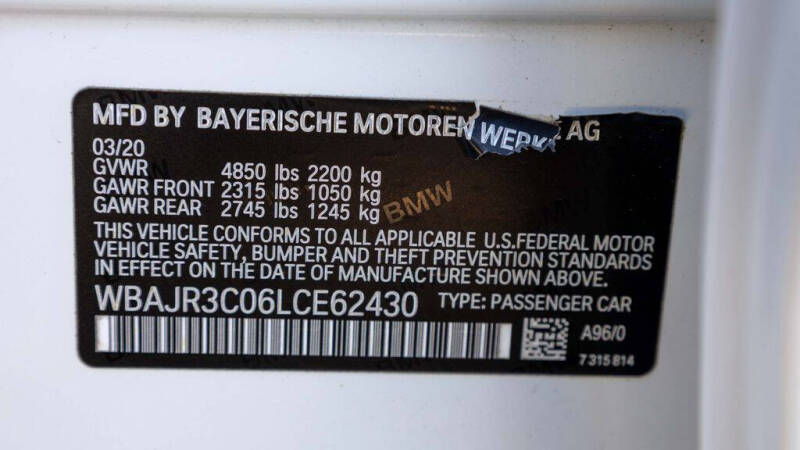 MFD BY BAYERISCHE MOTOREN WERKE AG
03/20
GVWR 4850 lbs 2200 kg
GAWR FRONT 2315 lbs 1050 kg
GAWR REAR 2745 lbs 1245 kg
BMW
THIS VEHICLE CONFORMS TO ALL APPLICABLE U.S.FEDERAL MOTOR
VEHICLE SAFETY, BUMPER AND THEFT PREVENTION STANDARDS
IN EFFECT ON THE DATE OF MANUFACTURE SHOWN ABOVE.
WBAJR3C06LCE62430 TYPE: PASSENGER CAR
A96/0
7 315 814